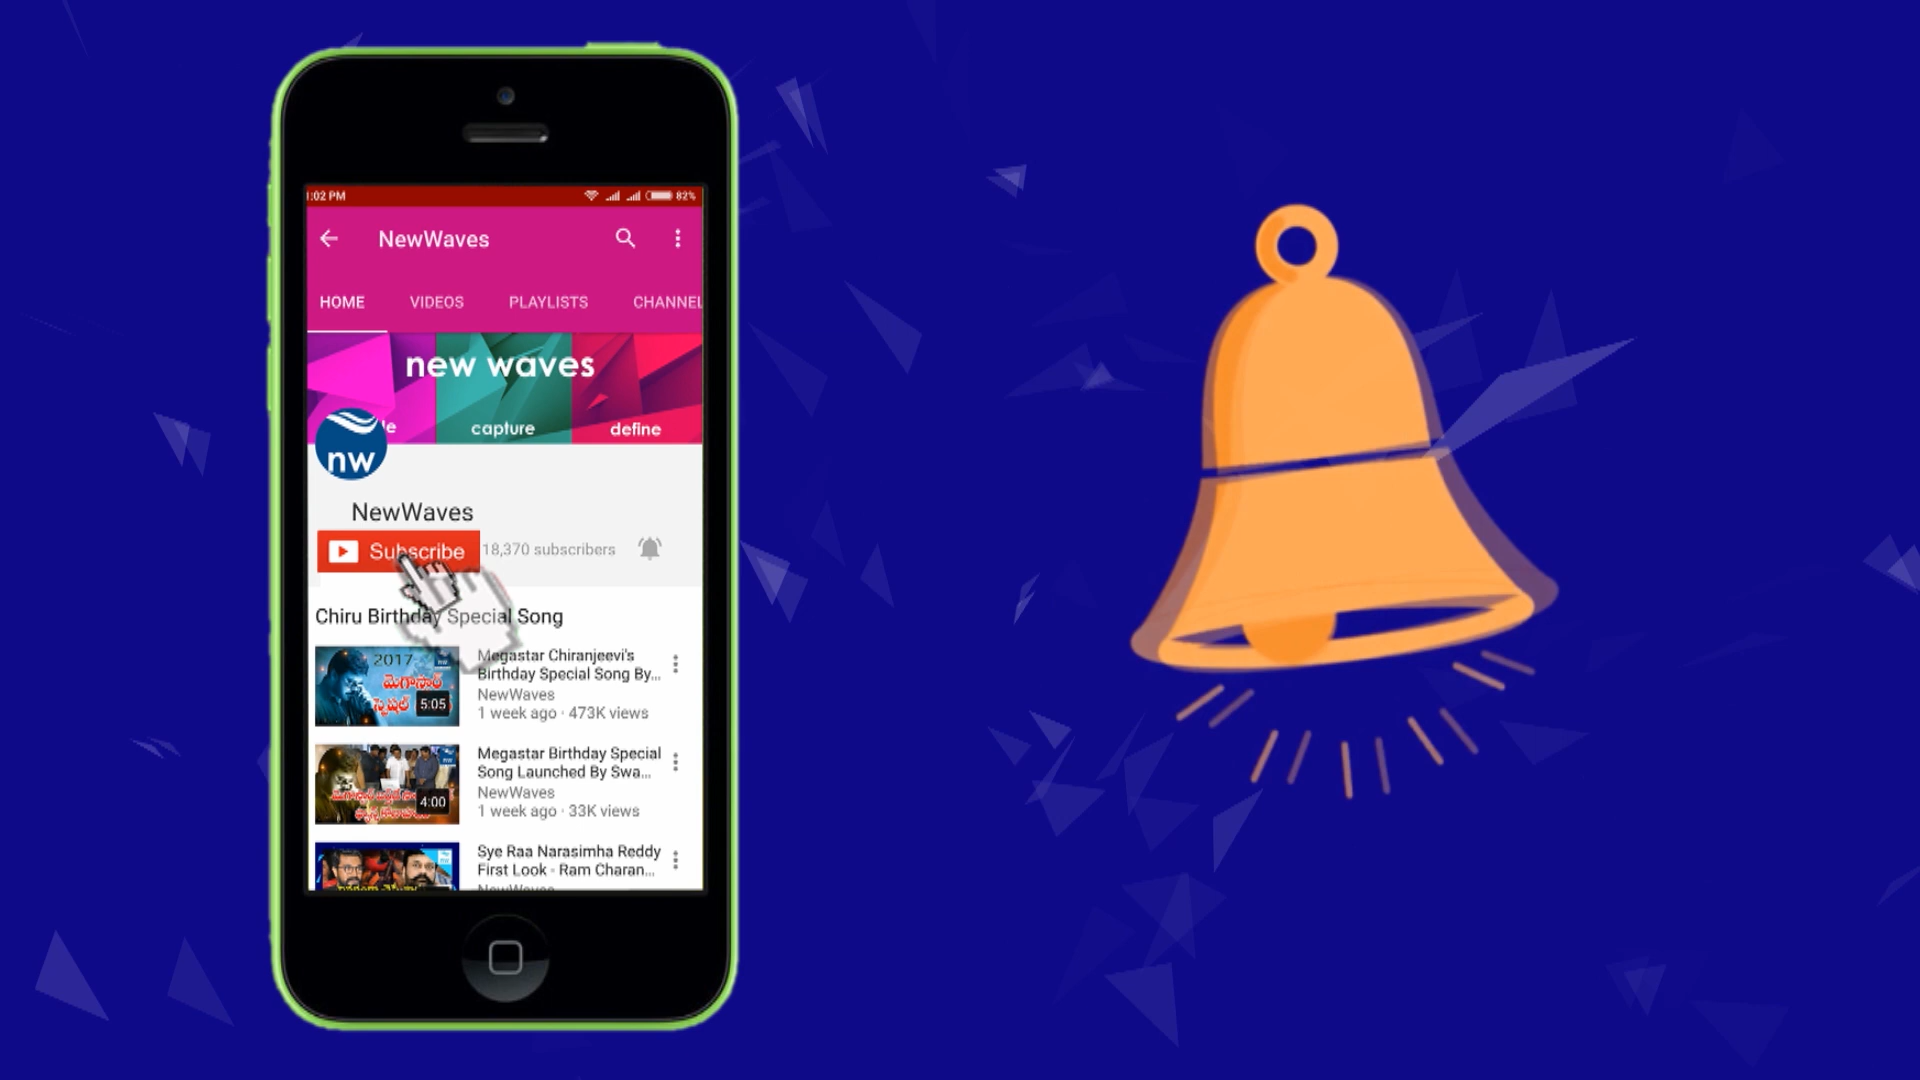 1:02 PM
82%
NewWaves
HOME VIDEOS PLAYLISTS CHANNEL
new waves
capture define
nw
NewWaves
Subscribe 18,370 subscribers
Chiru Birthday Special Song
2017
మెగాస్టార్
స్పెషల్
5:05
Megastar Chiranjeevi's
Birthday Special Song By...
NewWaves
1 week ago · 473K views
4:00
Megastar Birthday Special
Song Launched By Swa...
NewWaves
1 week ago · 33K views
Sye Raa Narasimha Reddy
First Look - Ram Charan...
NewWaves